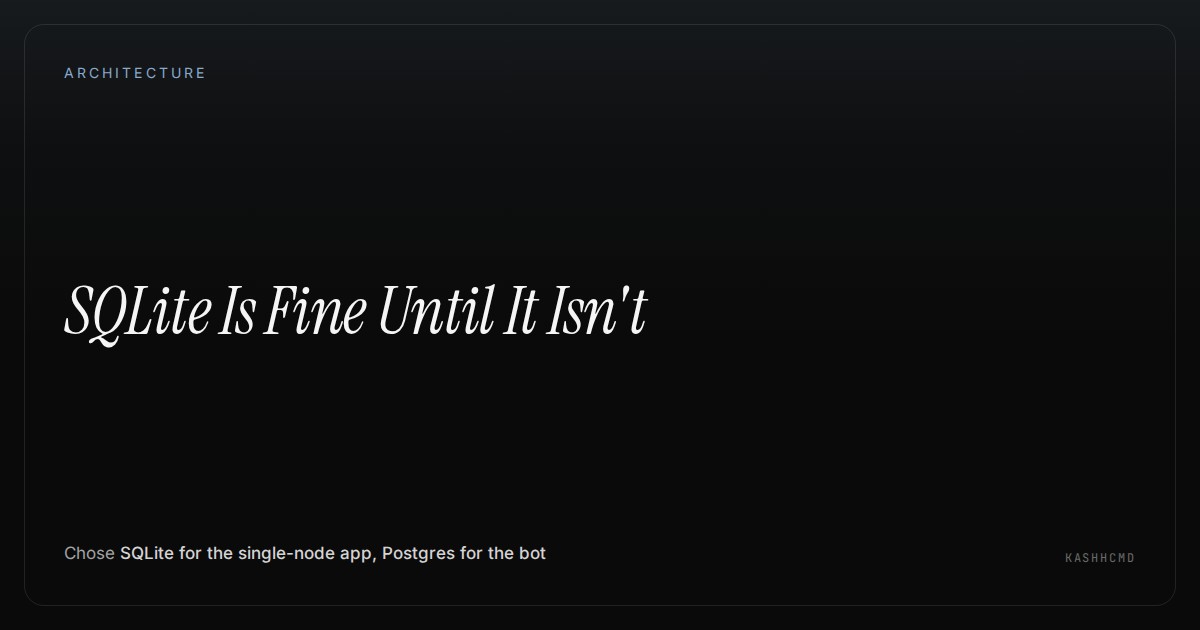 ARCHITECTURE
SQLite Is Fine Until It Isn't
Chose SQLite for the single-node app, Postgres for the bot
KASHHCMD